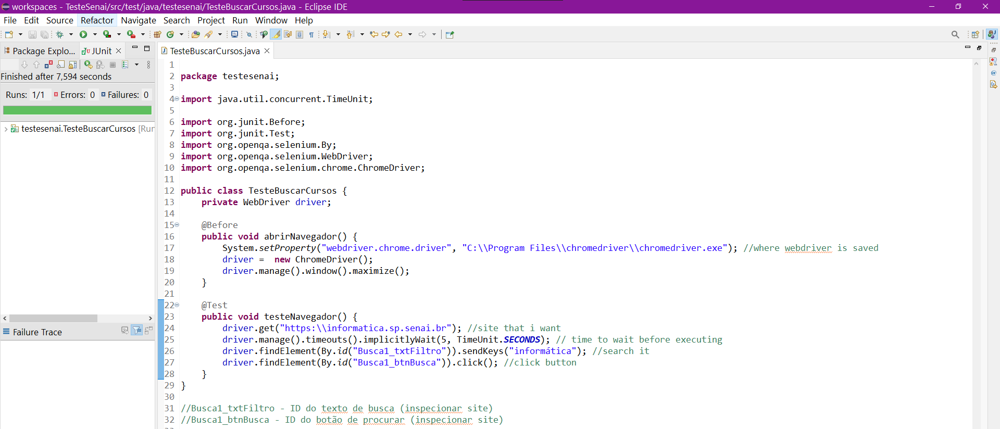 workspaces - TesteSenai/src/test/java/testesenai/TesteBuscarCursos.java - Eclipse IDE
File Edit Source Refactor Navigate Search Project Run Window Help
Package Explo... JUnit
TesteBuscarCursos.java
Finished after 7,594 seconds
Runs: 1/1 Errors: 0 Failures: 0
testesenai.TesteBuscarCursos [Rur
Failure Trace
1
2 package testesenai;
3
4 import java.util.concurrent.TimeUnit;
5
6 import org.junit.Before;
7 import org.junit.Test;
8 import org.openqa.selenium.By;
9 import org.openqa.selenium.WebDriver;
10 import org.openqa.selenium.chrome.ChromeDriver;
11
12 public class TesteBuscarCursos {
13 private WebDriver driver;
14
15 @Before
16 public void abrirNavegador() {
17 System.setProperty("webdriver.chrome.driver", "C:\\Program Files\\chromedriver\\chromedriver.exe"); //where webdriver is saved
18 driver =  new ChromeDriver();
19 driver.manage().window().maximize();
20 }
21
22 @Test
23 public void testeNavegador() {
24 driver.get("https:\\informatica.sp.senai.br"); //site that i want
25 driver.manage().timeouts().implicitlyWait(5, TimeUnit.SECONDS); // time to wait before executing
26 driver.findElement(By.id("Busca1_txtFiltro")).sendKeys("informática"); //search it
27 driver.findElement(By.id("Busca1_btnBusca")).click(); //click button
28 }
29 }
30
31 //Busca1_txtFiltro - ID do texto de busca (inspecionar site)
32 //Busca1_btnBusca - ID do botão de procurar (inspecionar site)